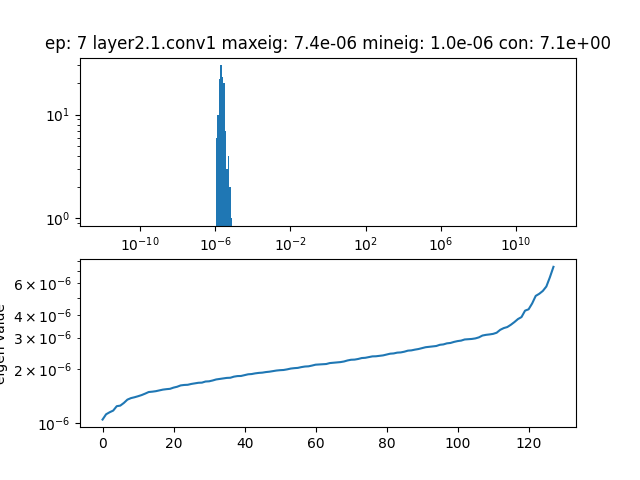 ep: 7 layer2.1.conv1 maxeig: 7.4e-06 mineig: 1.0e-06 con: 7.1e+00
10¹
10⁰
10⁻¹⁰ 10⁻⁶ 10⁻² 10² 10⁶ 10¹⁰
eigen value
6 × 10⁻⁶
4 × 10⁻⁶
3 × 10⁻⁶
2 × 10⁻⁶
10⁻⁶
0 20 40 60 80 100 120